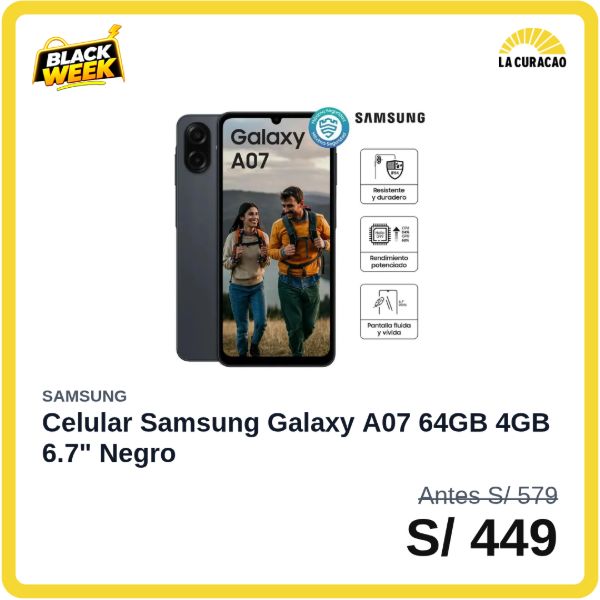 BLACK
WEEK
LA CURACAO
Galaxy
A07
SAMSUNG
IP54
Resistente
y duradero
Rendimiento
potenciado
Pantalla fluida
y vívida
SAMSUNG
Celular Samsung Galaxy A07 64GB 4GB
6.7" Negro
Antes S/ 579
S/ 449